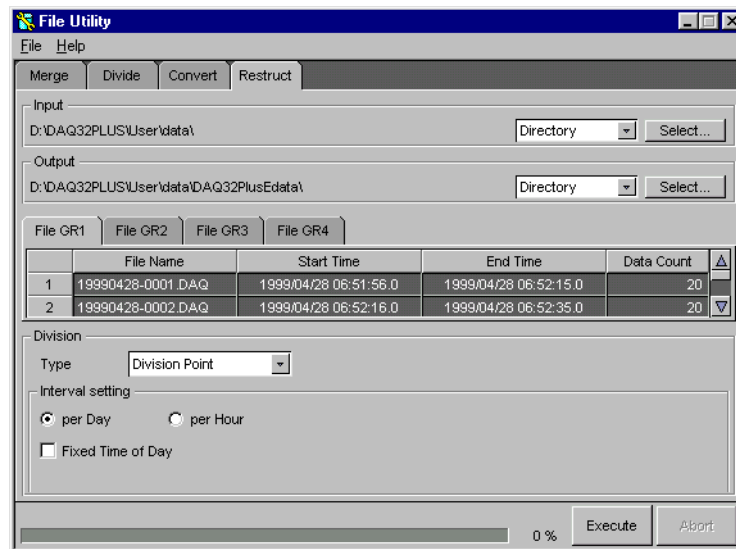 File Utility
File Help
Merge Divide Convert Restruct
Input
D:\DAQ32PLUS\User\data\ Directory Select...
Output
D:\DAQ32PLUS\User\data\DAQ32PlusEdata\ Directory Select...
File GR1 File GR2 File GR3 File GR4
File Name Start Time End Time Data Count
1 19990428-0001.DAQ 1999/04/28 06:51:56.0 1999/04/28 06:52:15.0 20
2 19990428-0002.DAQ 1999/04/28 06:52:16.0 1999/04/28 06:52:35.0 20
Division
Type Division Point
Interval setting
per Day per Hour
Fixed Time of Day
0 % Execute Abort